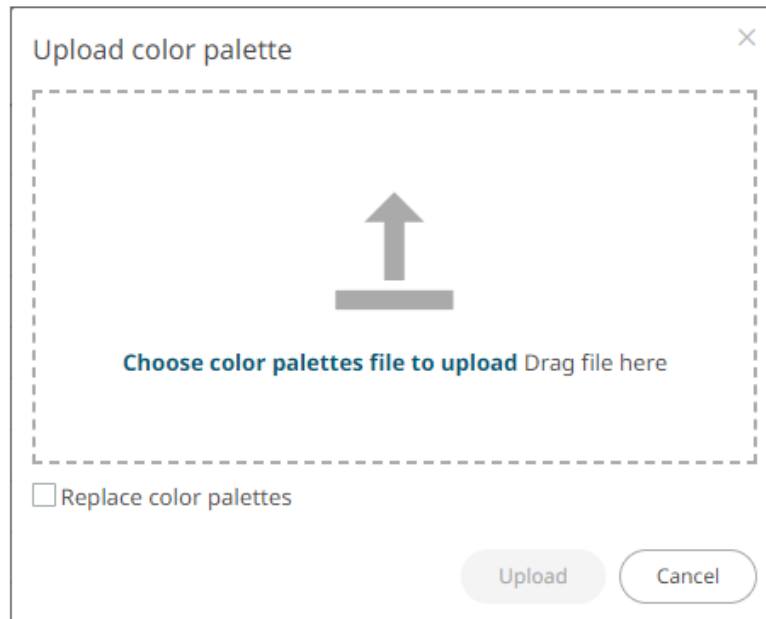 Upload color palette
Choose color palettes file to upload Drag file here
Replace color palettes
Upload
Cancel